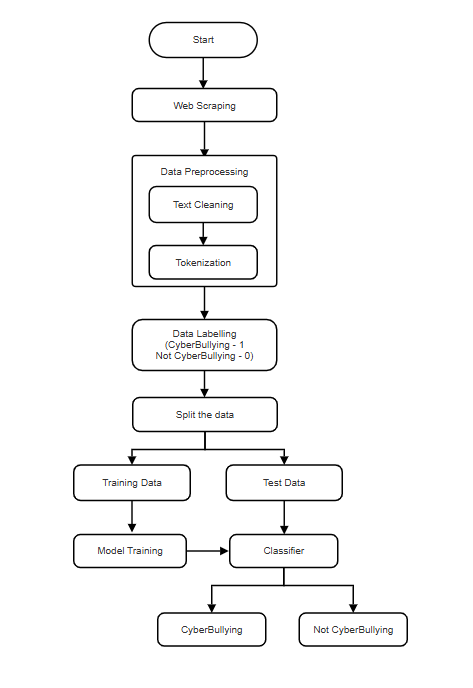 Start
Web Scraping
Data Preprocessing
Text Cleaning
Tokenization
Data Labelling
(CyberBullying - 1
Not CyberBullying - 0)
Split the data
Training Data
Test Data
Model Training
Classifier
CyberBullying
Not CyberBullying